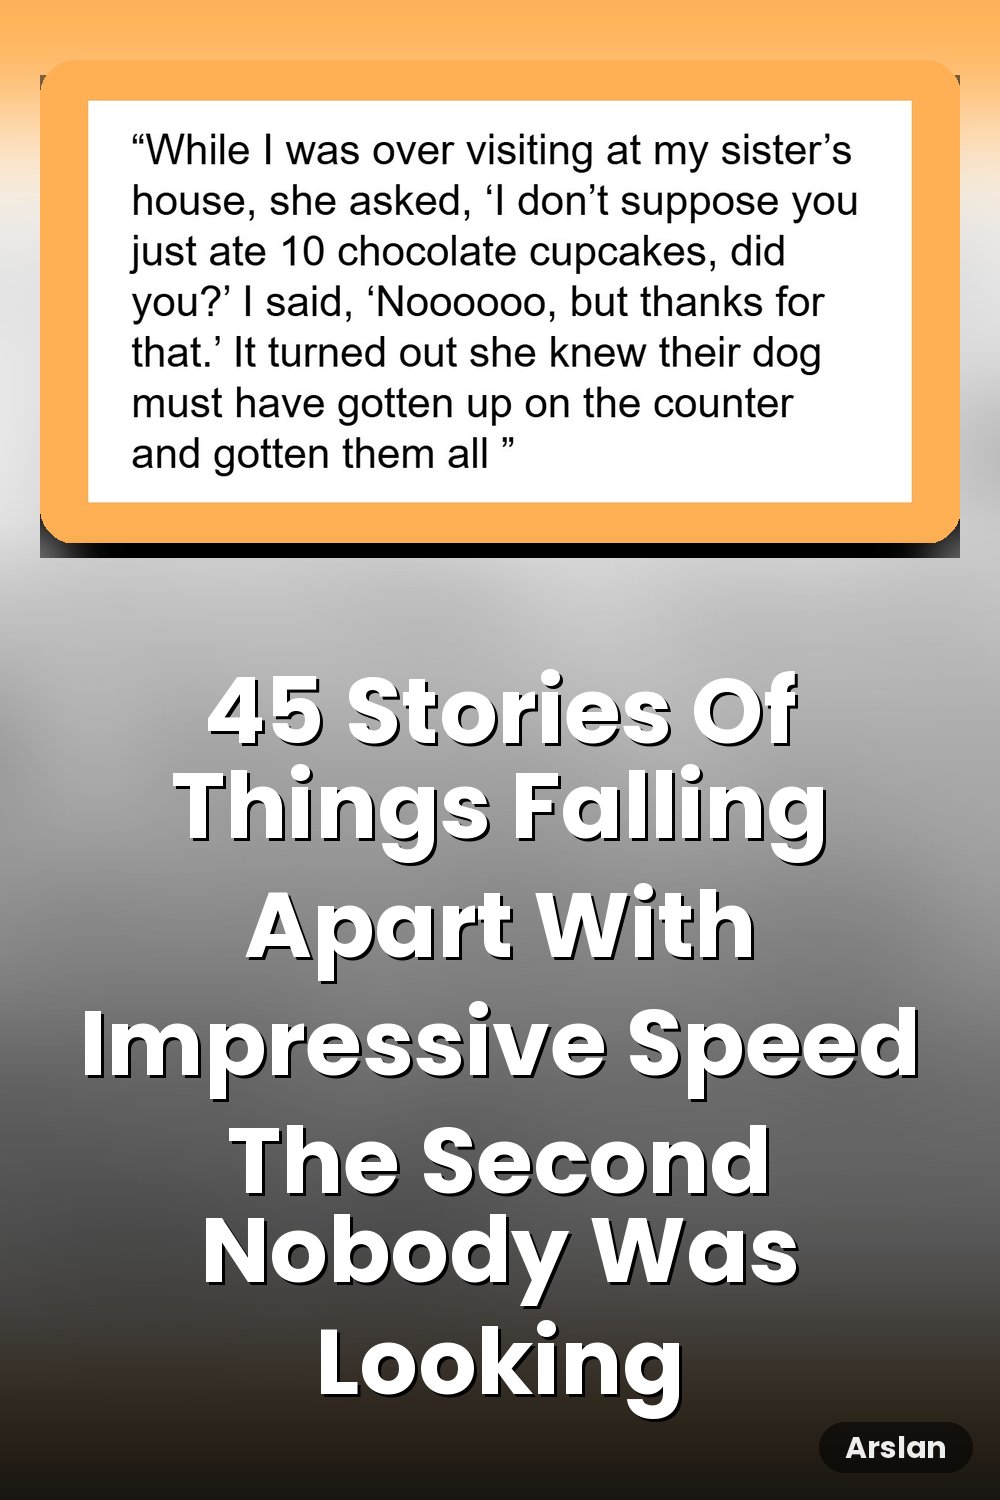 “While I was over visiting at my sister’s
house, she asked, ‘I don’t suppose you
just ate 10 chocolate cupcakes, did
you?’ I said, ‘Noooooo, but thanks for
that.’ It turned out she knew their dog
must have gotten up on the counter
and gotten them all ”
45 Stories Of
Things Falling
Apart With
Impressive Speed
The Second
Nobody Was
Looking
Arslan